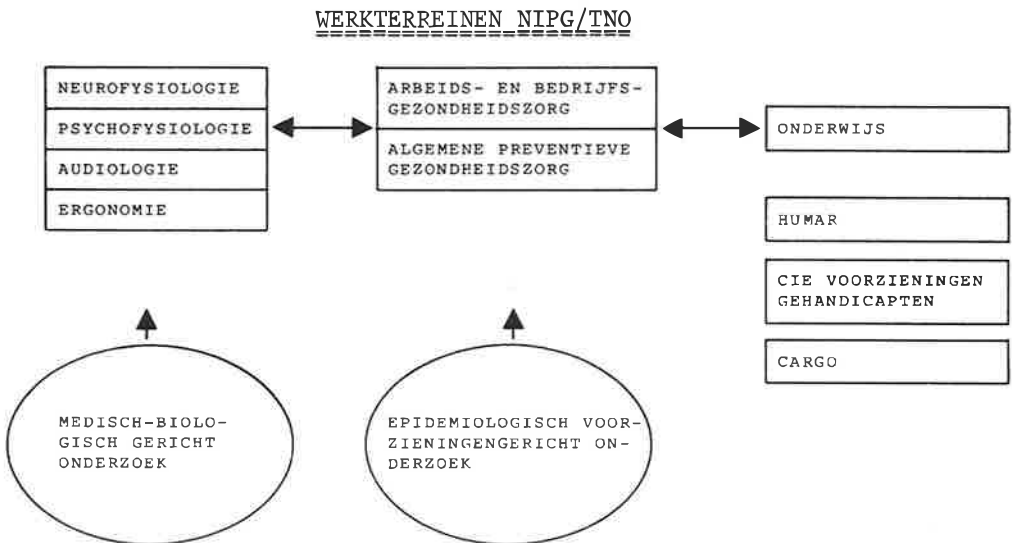 WERKTERREINEN NIPG/TNO
NEUROFYSIOLOGIE
PSYCHOFYSIOLOGIE
AUDIOLOGIE
ERGONOMIE
ARBEIDS- EN BEDRIJFS-
GEZONDHEIDSZORG
ALGEMENE PREVENTIEVE
GEZONDHEIDSZORG
ONDERWIJS
HUMAR
CIE VOORZIENINGEN
GEHANDICAPTEN
CARGO
MEDISCH-BIOLO-
GISCH GERICHT
ONDERZOEK
EPIDEMIOLOGISCH VOOR-
ZIENINGENGERICHT ON-
DERZOEK